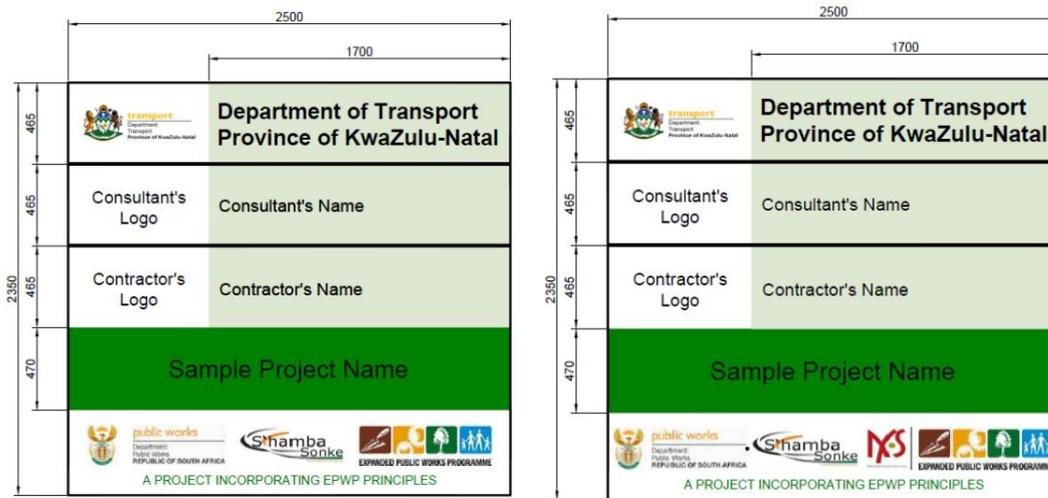 2500
1700
465
transport
Department:
Transport
Province of KwaZulu-Natal
Department of Transport
Province of KwaZulu-Natal
465
Consultant's
Logo
Consultant's Name
2350
465
Contractor's
Logo
Contractor's Name
470
Sample Project Name
public works
Department:
Public Works
REPUBLIC OF SOUTH AFRICA
S'hamba
Sonke
EXPANDED PUBLIC WORKS PROGRAMME
A PROJECT INCORPORATING EPWP PRINCIPLES
2500
1700
465
transport
Department:
Transport
Province of KwaZulu-Natal
Department of Transport
Province of KwaZulu-Natal
465
Consultant's
Logo
Consultant's Name
2350
465
Contractor's
Logo
Contractor's Name
470
Sample Project Name
public works
Department:
Public Works
REPUBLIC OF SOUTH AFRICA
S'hamba
Sonke
NYS
EXPANDED PUBLIC WORKS PROGRAMM
A PROJECT INCORPORATING EPWP PRINCIPLES